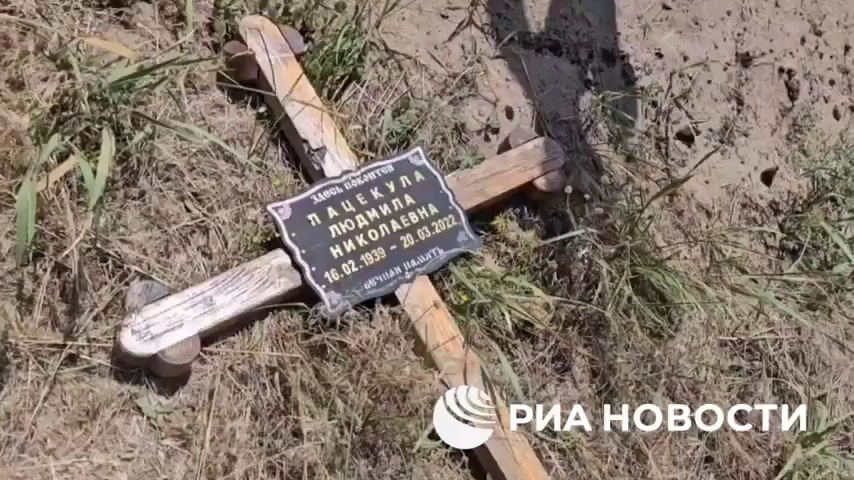 ЗДЕСЬ ПОКОИТСЯ
ПАЦЕКУЛА
ЛЮДМИЛА
НИКОЛАЕВНА
16.02.1939 - 20.03.2022
ВЕЧНАЯ ПАМЯТЬ
РИА НОВОСТИ